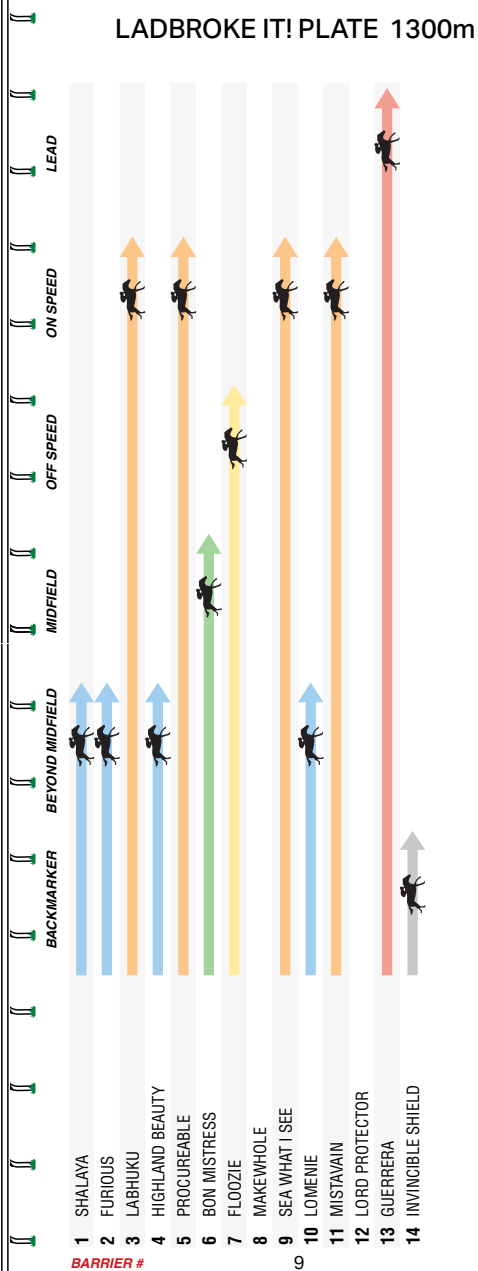 LADBROKE IT! PLATE 1300m
LEAD
ON SPEED
OFF SPEED
MIDFIELD
BEYOND MIDFIELD
BACKMARKER
1 SHALAYA
2 FURIOUS
3 LABHUKU
4 HIGHLAND BEAUTY
5 PROCUREABLE
6 BON MISTRESS
7 FLOOZIE
8 MAKEWHOLE
9 SEA WHAT I SEE
10 LOMENIE
11 MISTAVAIN
12 LORD PROTECTOR
13 GUERRERA
14 INVINCIBLE SHIELD
BARRIER #
9